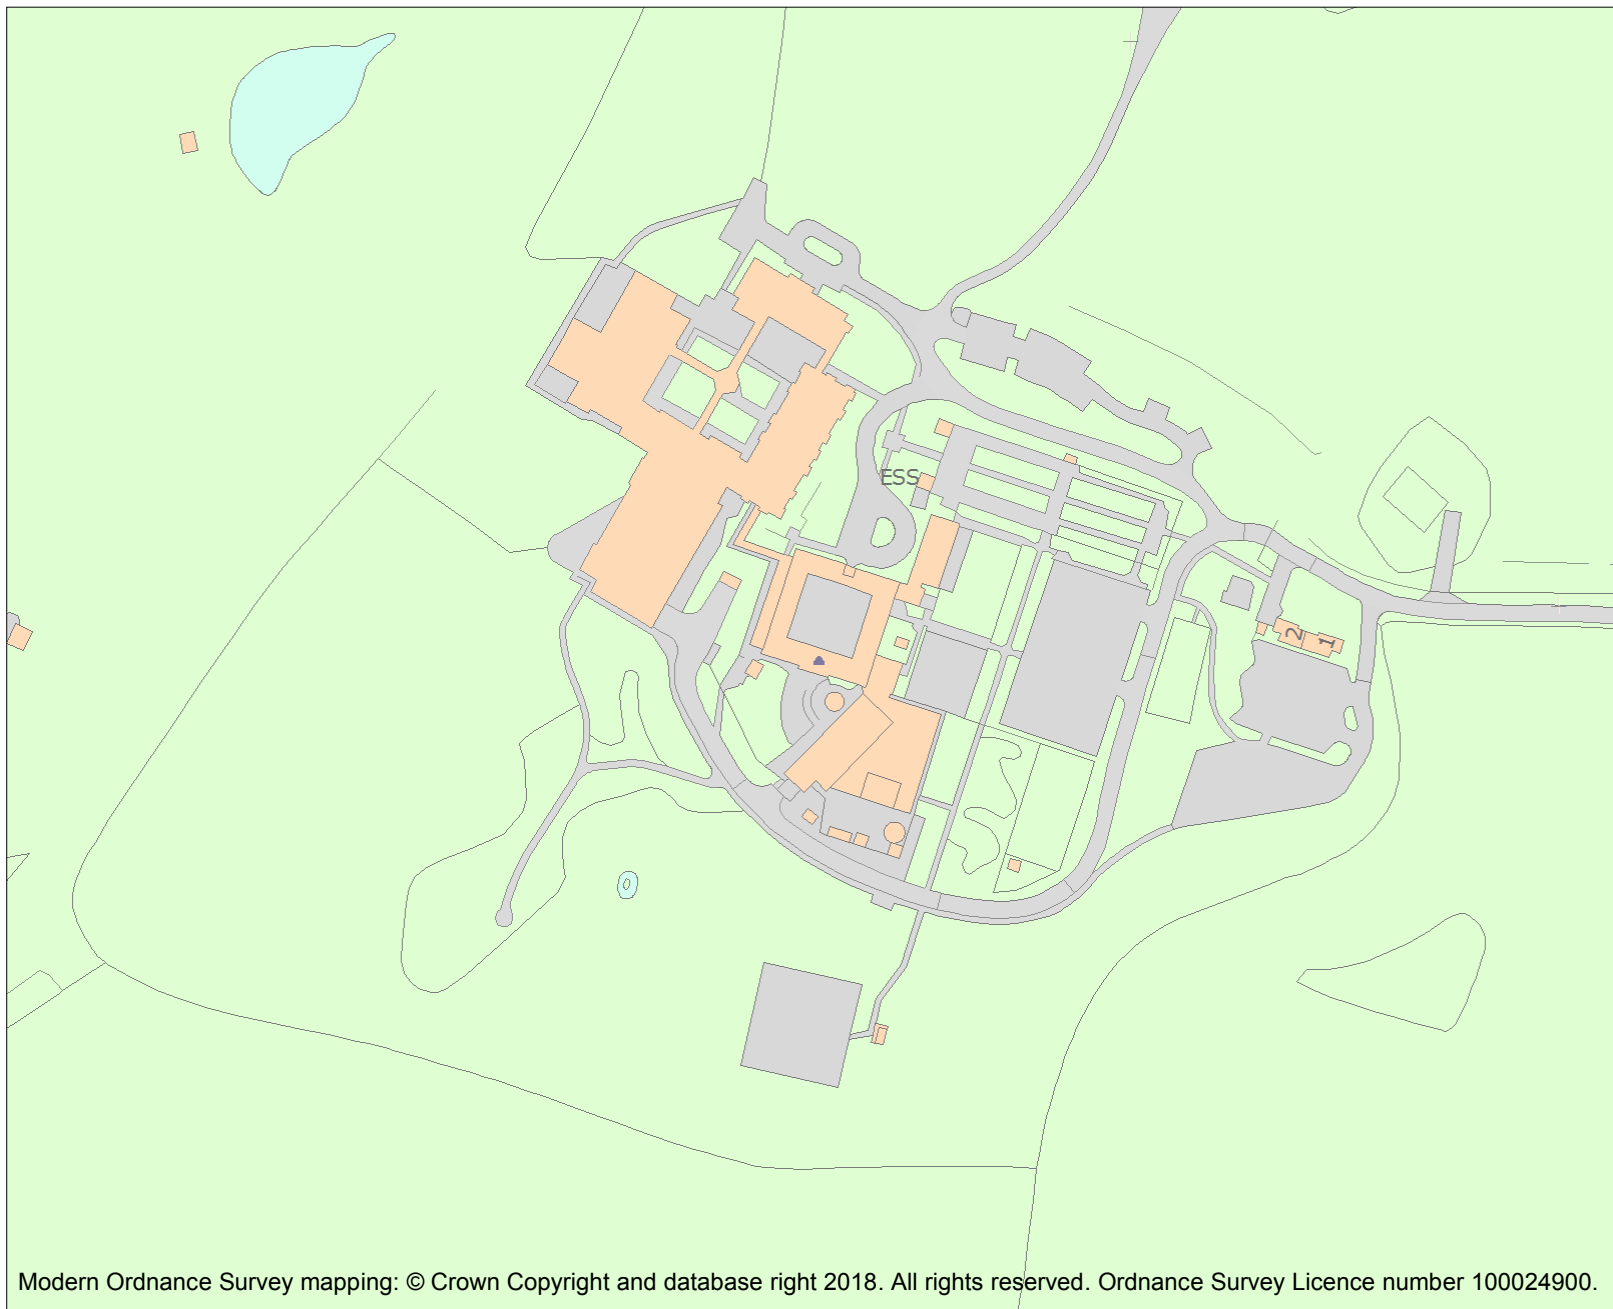 ESS
2
1
Modern Ordnance Survey mapping: © Crown Copyright and database right 2018. All rights reserved. Ordnance Survey Licence number 100024900.